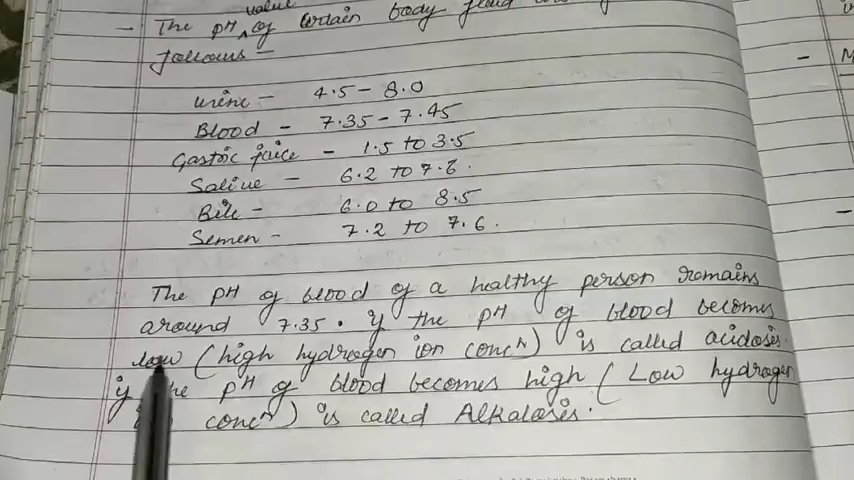 value
- The pH ^ of certain body fluid
follows -
urine - 4.5 - 8.0
Blood - 7.35 - 7.45
Gastric juice - 1.5 to 3.5
Salive - 6.2 to 7.6.
Bile - 6.0 to 8.5
Semen - 7.2 to 7.6.
The pH of blood of a healthy person remains
around 7.35. If the pH of blood becomes
low (high hydrogen ion concⁿ) is called acidosis.
if the pH of blood becomes high (Low hydrogen
concⁿ) is called Alkalosis.